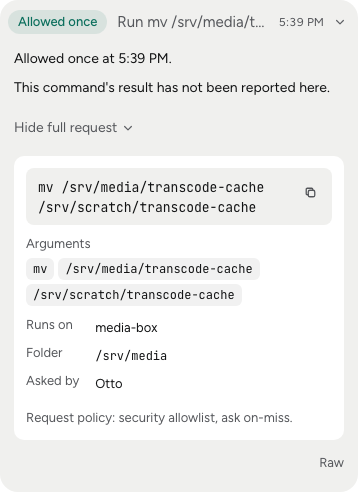 Allowed once Run mv /srv/media/t... 5:39 PM
Allowed once at 5:39 PM.
This command's result has not been reported here.
Hide full request
mv /srv/media/transcode-cache
/srv/scratch/transcode-cache
Arguments
mv /srv/media/transcode-cache
/srv/scratch/transcode-cache
Runs on media-box
Folder /srv/media
Asked by Otto
Request policy: security allowlist, ask on-miss.
Raw